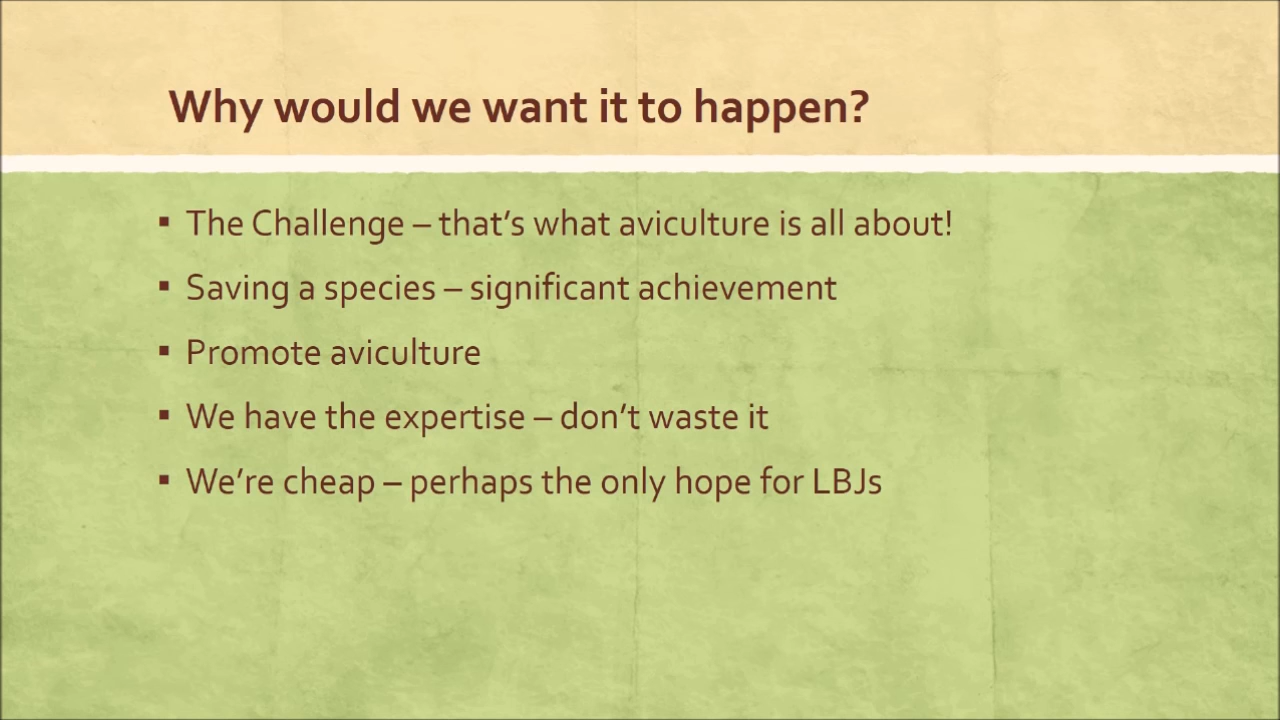 Why would we want it to happen?
▪ The Challenge – that’s what aviculture is all about!
▪ Saving a species – significant achievement
▪ Promote aviculture
▪ We have the expertise – don’t waste it
▪ We’re cheap – perhaps the only hope for LBJs